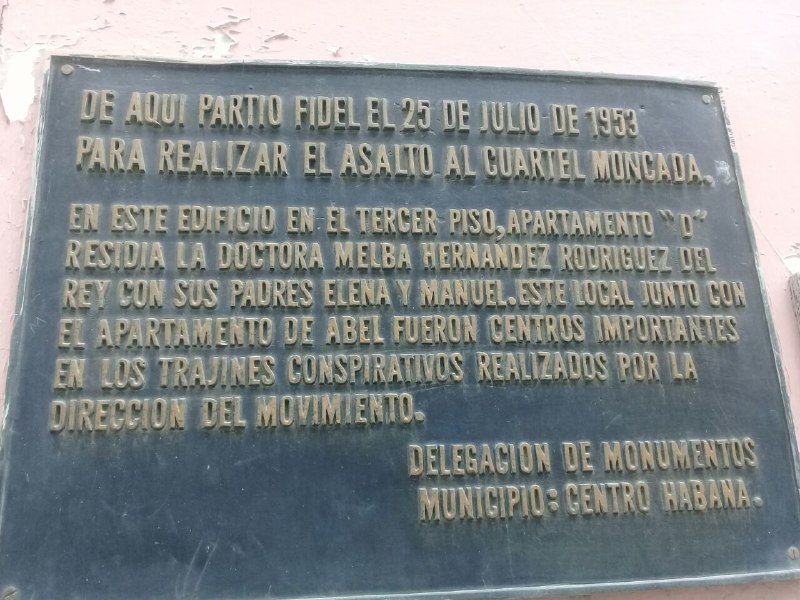 DE AQUI PARTIO FIDEL EL 25 DE JULIO DE 1953
PARA REALIZAR EL ASALTO AL CUARTEL MONCADA.
EN ESTE EDIFICIO EN EL TERCER PISO, APARTAMENTO "D"
RESIDIA LA DOCTORA MELBA HERNANDEZ RODRIGUEZ DEL
REY CON SUS PADRES ELENA Y MANUEL. ESTE LOCAL JUNTO CON
EL APARTAMENTO DE ABEL FUERON CENTROS IMPORTANTES
EN LOS TRAJINES CONSPIRATIVOS REALIZADOS POR LA
DIRECCION DEL MOVIMIENTO.
DELEGACION DE MONUMENTOS
MUNICIPIO: CENTRO HABANA.